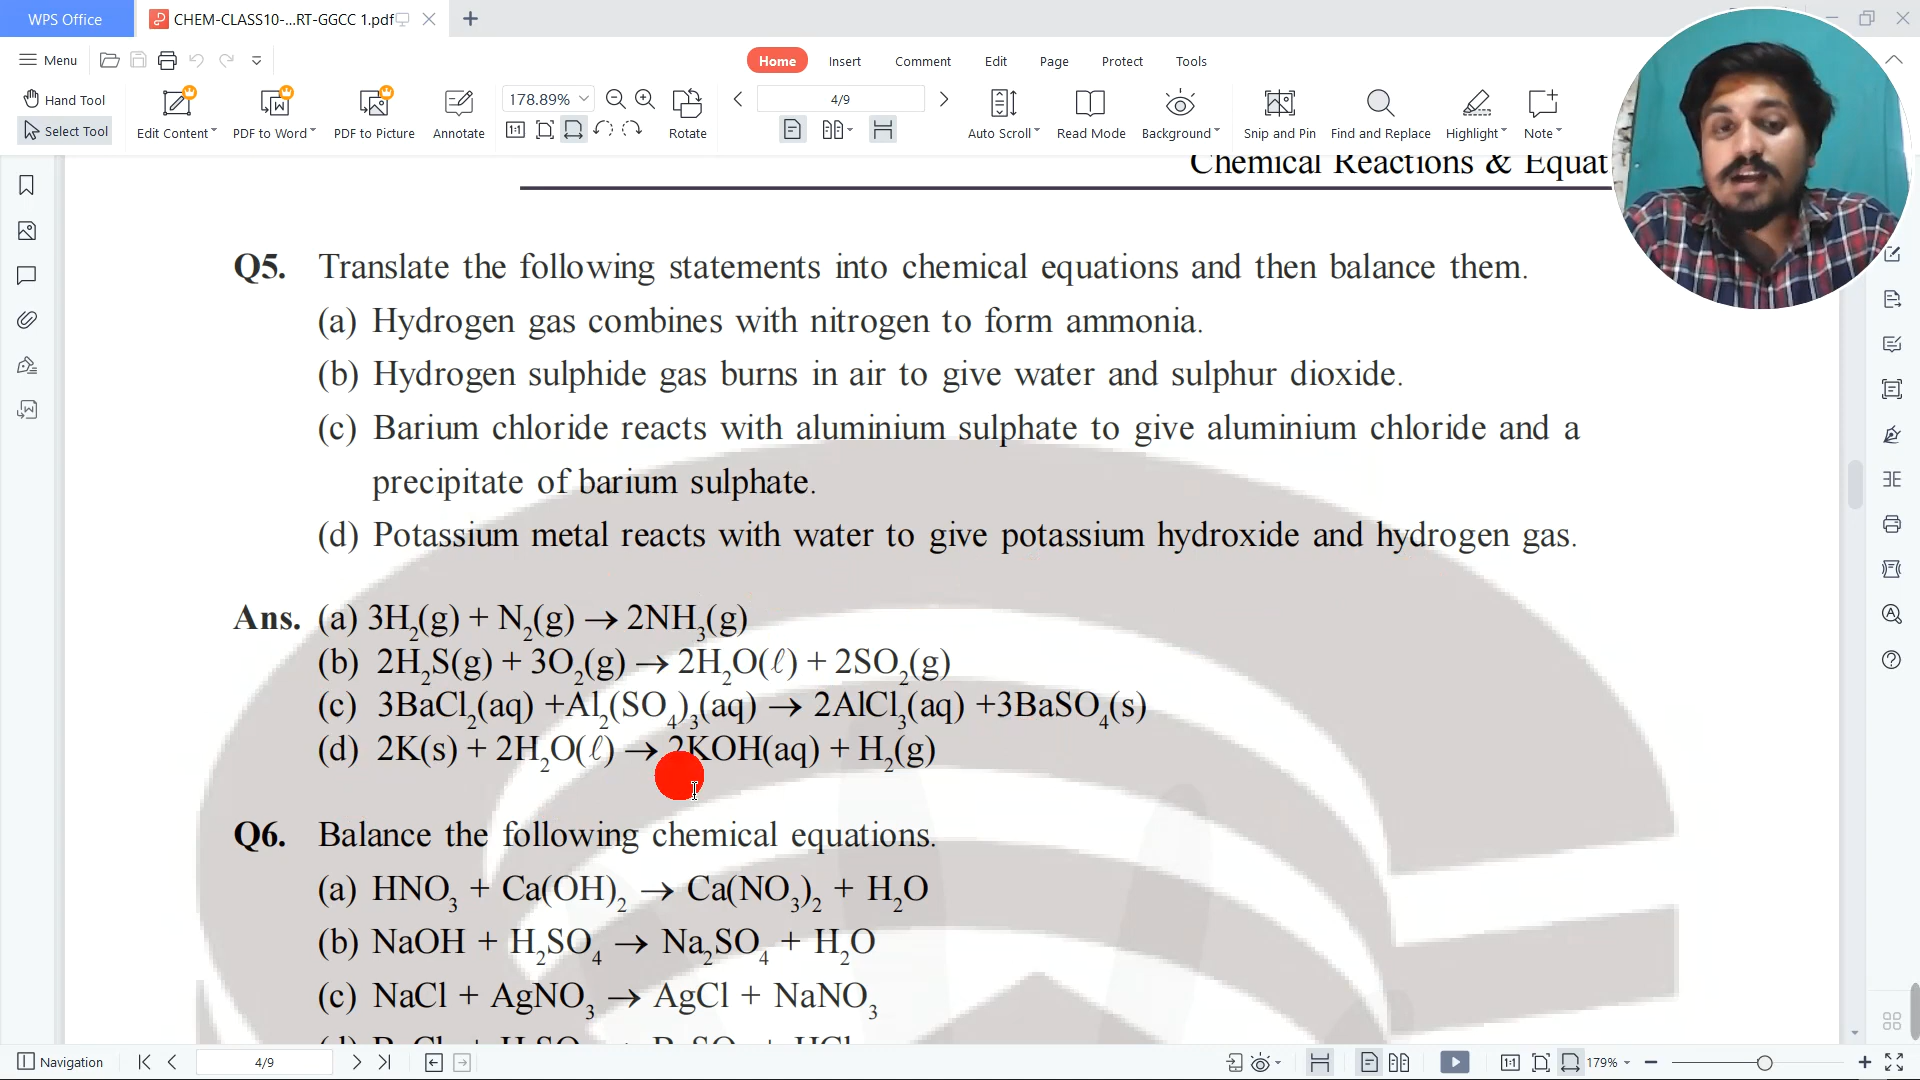 WPS Office
CHEM-CLASS10-...RT-GGCC 1.pdf
Menu
Home Insert Comment Edit Page Protect Tools
Hand Tool
Select Tool
Edit Content
PDF to Word
PDF to Picture
Annotate
178.89%
Rotate
4/9
Auto Scroll
Read Mode
Background
Snip and Pin
Find and Replace
Highlight
Note
Chemical Reactions & Equat
Q5. Translate the following statements into chemical equations and then balance them.
(a) Hydrogen gas combines with nitrogen to form ammonia.
(b) Hydrogen sulphide gas burns in air to give water and sulphur dioxide.
(c) Barium chloride reacts with aluminium sulphate to give aluminium chloride and a
precipitate of barium sulphate.
(d) Potassium metal reacts with water to give potassium hydroxide and hydrogen gas.
Ans. (a) 3H₂(g) + N₂(g) → 2NH₃(g)
(b) 2H₂S(g) + 3O₂(g) → 2H₂O(ℓ) + 2SO₂(g)
(c) 3BaCl₂(aq) +Al₂(SO₄)₃(aq) → 2AlCl₃(aq) +3BaSO₄(s)
(d) 2K(s) + 2H₂O(ℓ) → 2KOH(aq) + H₂(g)
Q6. Balance the following chemical equations.
(a) HNO₃ + Ca(OH)₂ → Ca(NO₃)₂ + H₂O
(b) NaOH + H₂SO₄ → Na₂SO₄ + H₂O
(c) NaCl + AgNO₃ → AgCl + NaNO₃
Navigation
4/9
179%